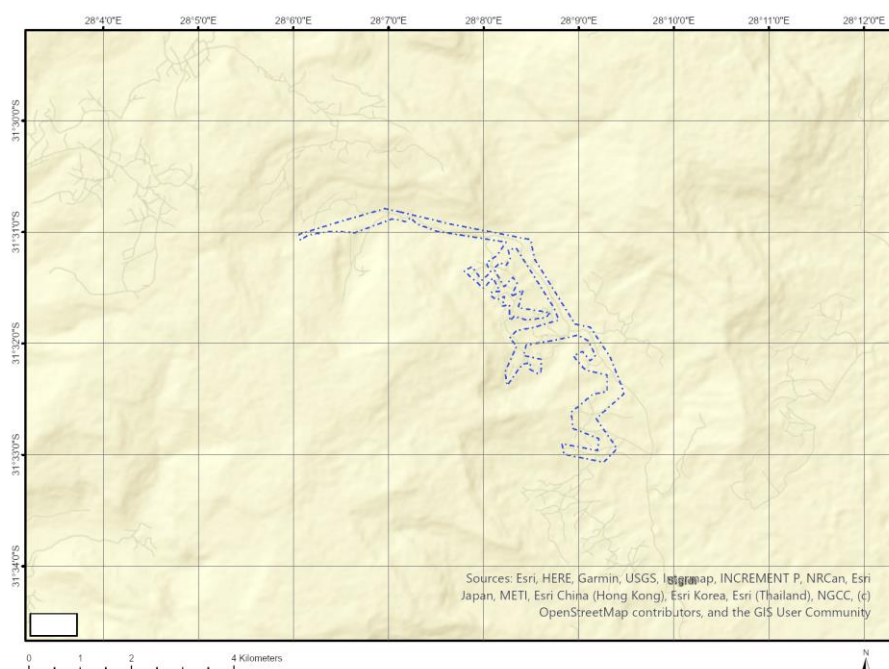 28°4'0"E 28°5'0"E 28°6'0"E 28°7'0"E 28°8'0"E 28°9'0"E 28°10'0"E 28°11'0"E 28°12'0"E
31°30'0"S
31°31'0"S
31°32'0"S
31°33'0"S
31°34'0"S
Sources: Esri, HERE, Garmin, USGS, Intermap, INCREMENT P, NRCan, Esri
Japan, METI, Esri China (Hong Kong), Esri Korea, Esri (Thailand), NGCC, (c)
OpenStreetMap contributors, and the GIS User Community
0 1 2 4 Kilometers
N